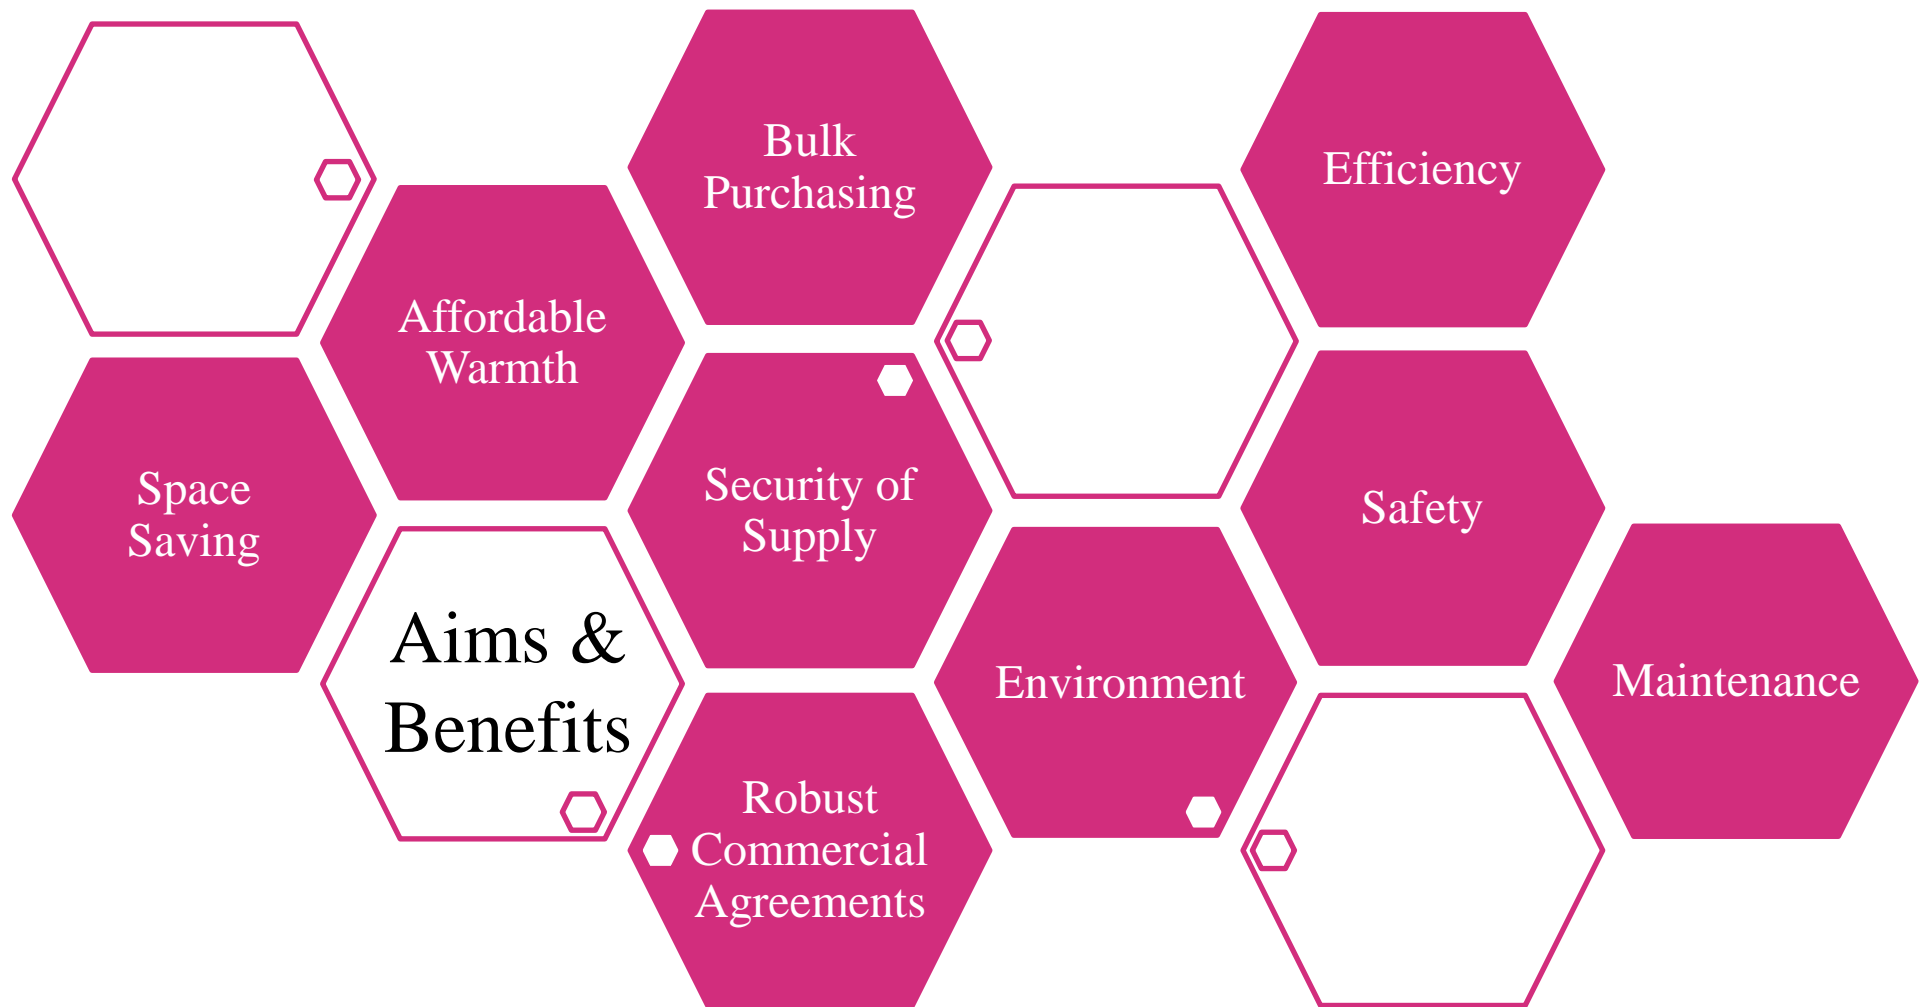 Bulk
Purchasing
Efficiency
Affordable
Warmth
Space
Saving
Security of
Supply
Safety
Aims &
Benefits
Environment
Maintenance
Robust
Commercial
Agreements